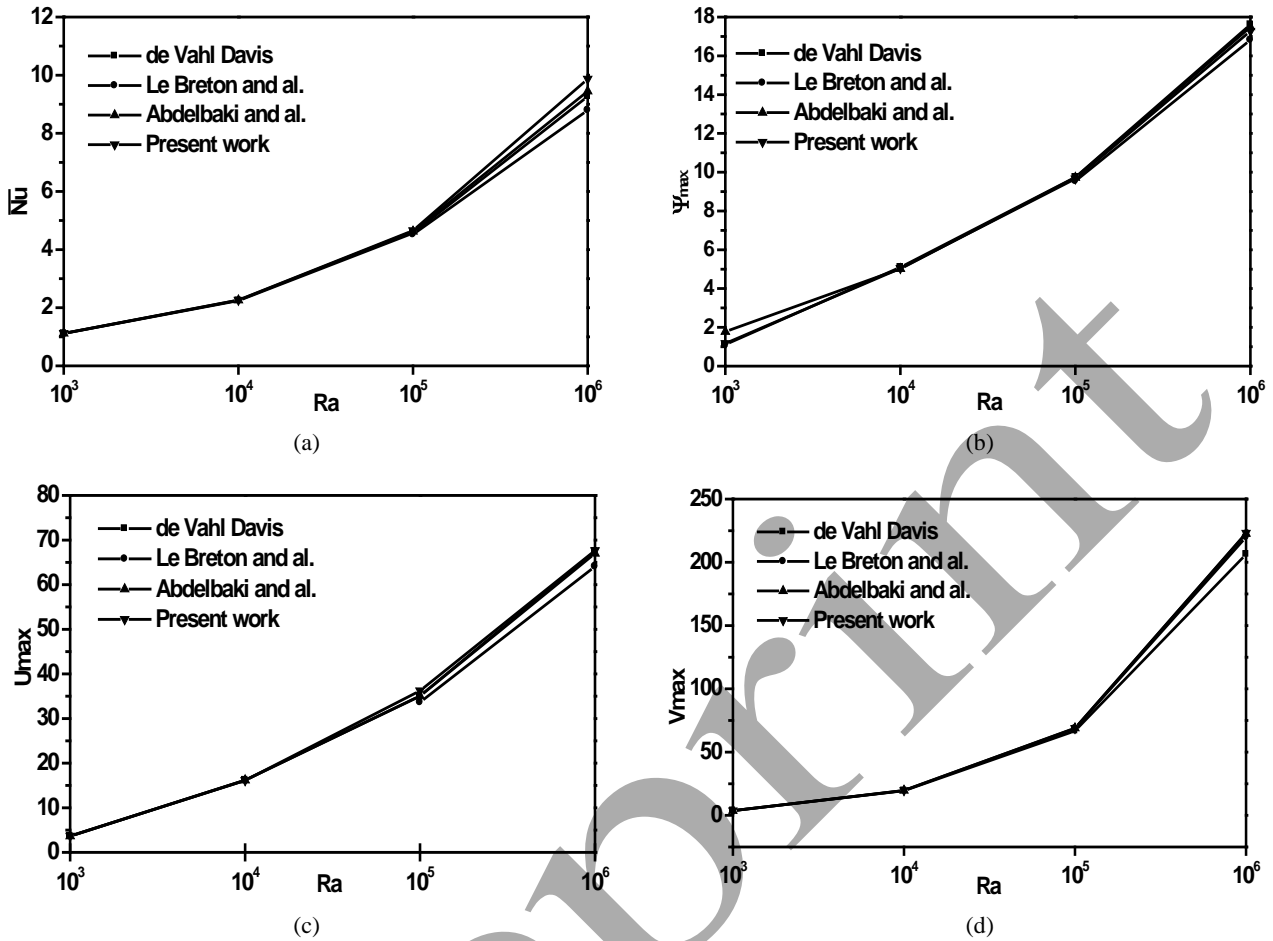 12
10
8
6
4
2
0
N̅u̅
de Vahl Davis
Le Breton and al.
Abdelbaki and al.
Present work
10³ 10⁴ 10⁵ 10⁶
Ra
(a)
18
16
14
12
10
8
6
4
2
0
Ψmax
de Vahl Davis
Le Breton and al.
Abdelbaki and al.
Present work
10³ 10⁴ 10⁵ 10⁶
Ra
(b)
80
70
60
50
40
30
20
10
0
Umax
de Vahl Davis
Le Breton and al.
Abdelbaki and al.
Present work
10³ 10⁴ 10⁵ 10⁶
Ra
(c)
250
200
150
100
50
0
Vmax
de Vahl Davis
Le Breton and al.
Abdelbaki and al.
Present work
10³ 10⁴ 10⁵ 10⁶
Ra
(d)
print